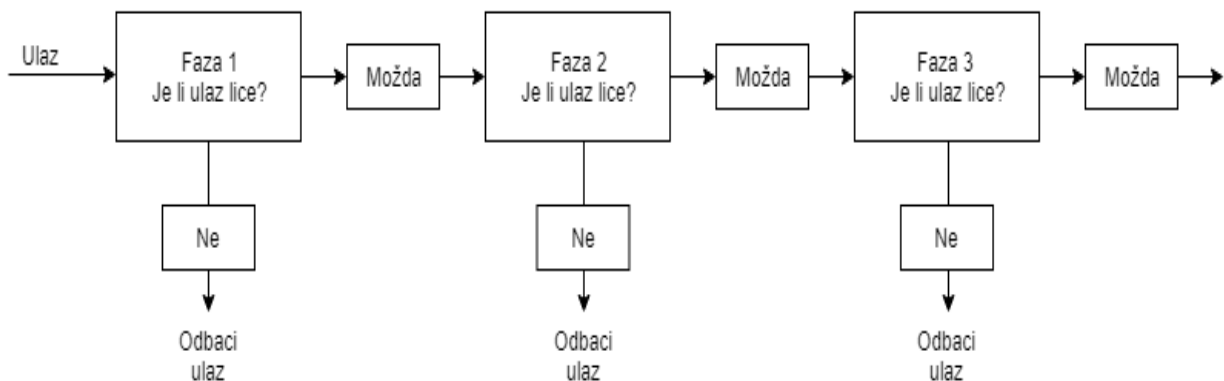 Ulaz
Faza 1
Je li ulaz lice?
Možda
Faza 2
Je li ulaz lice?
Možda
Faza 3
Je li ulaz lice?
Možda
Ne
Ne
Ne
Odbaci
ulaz
Odbaci
ulaz
Odbaci
ulaz